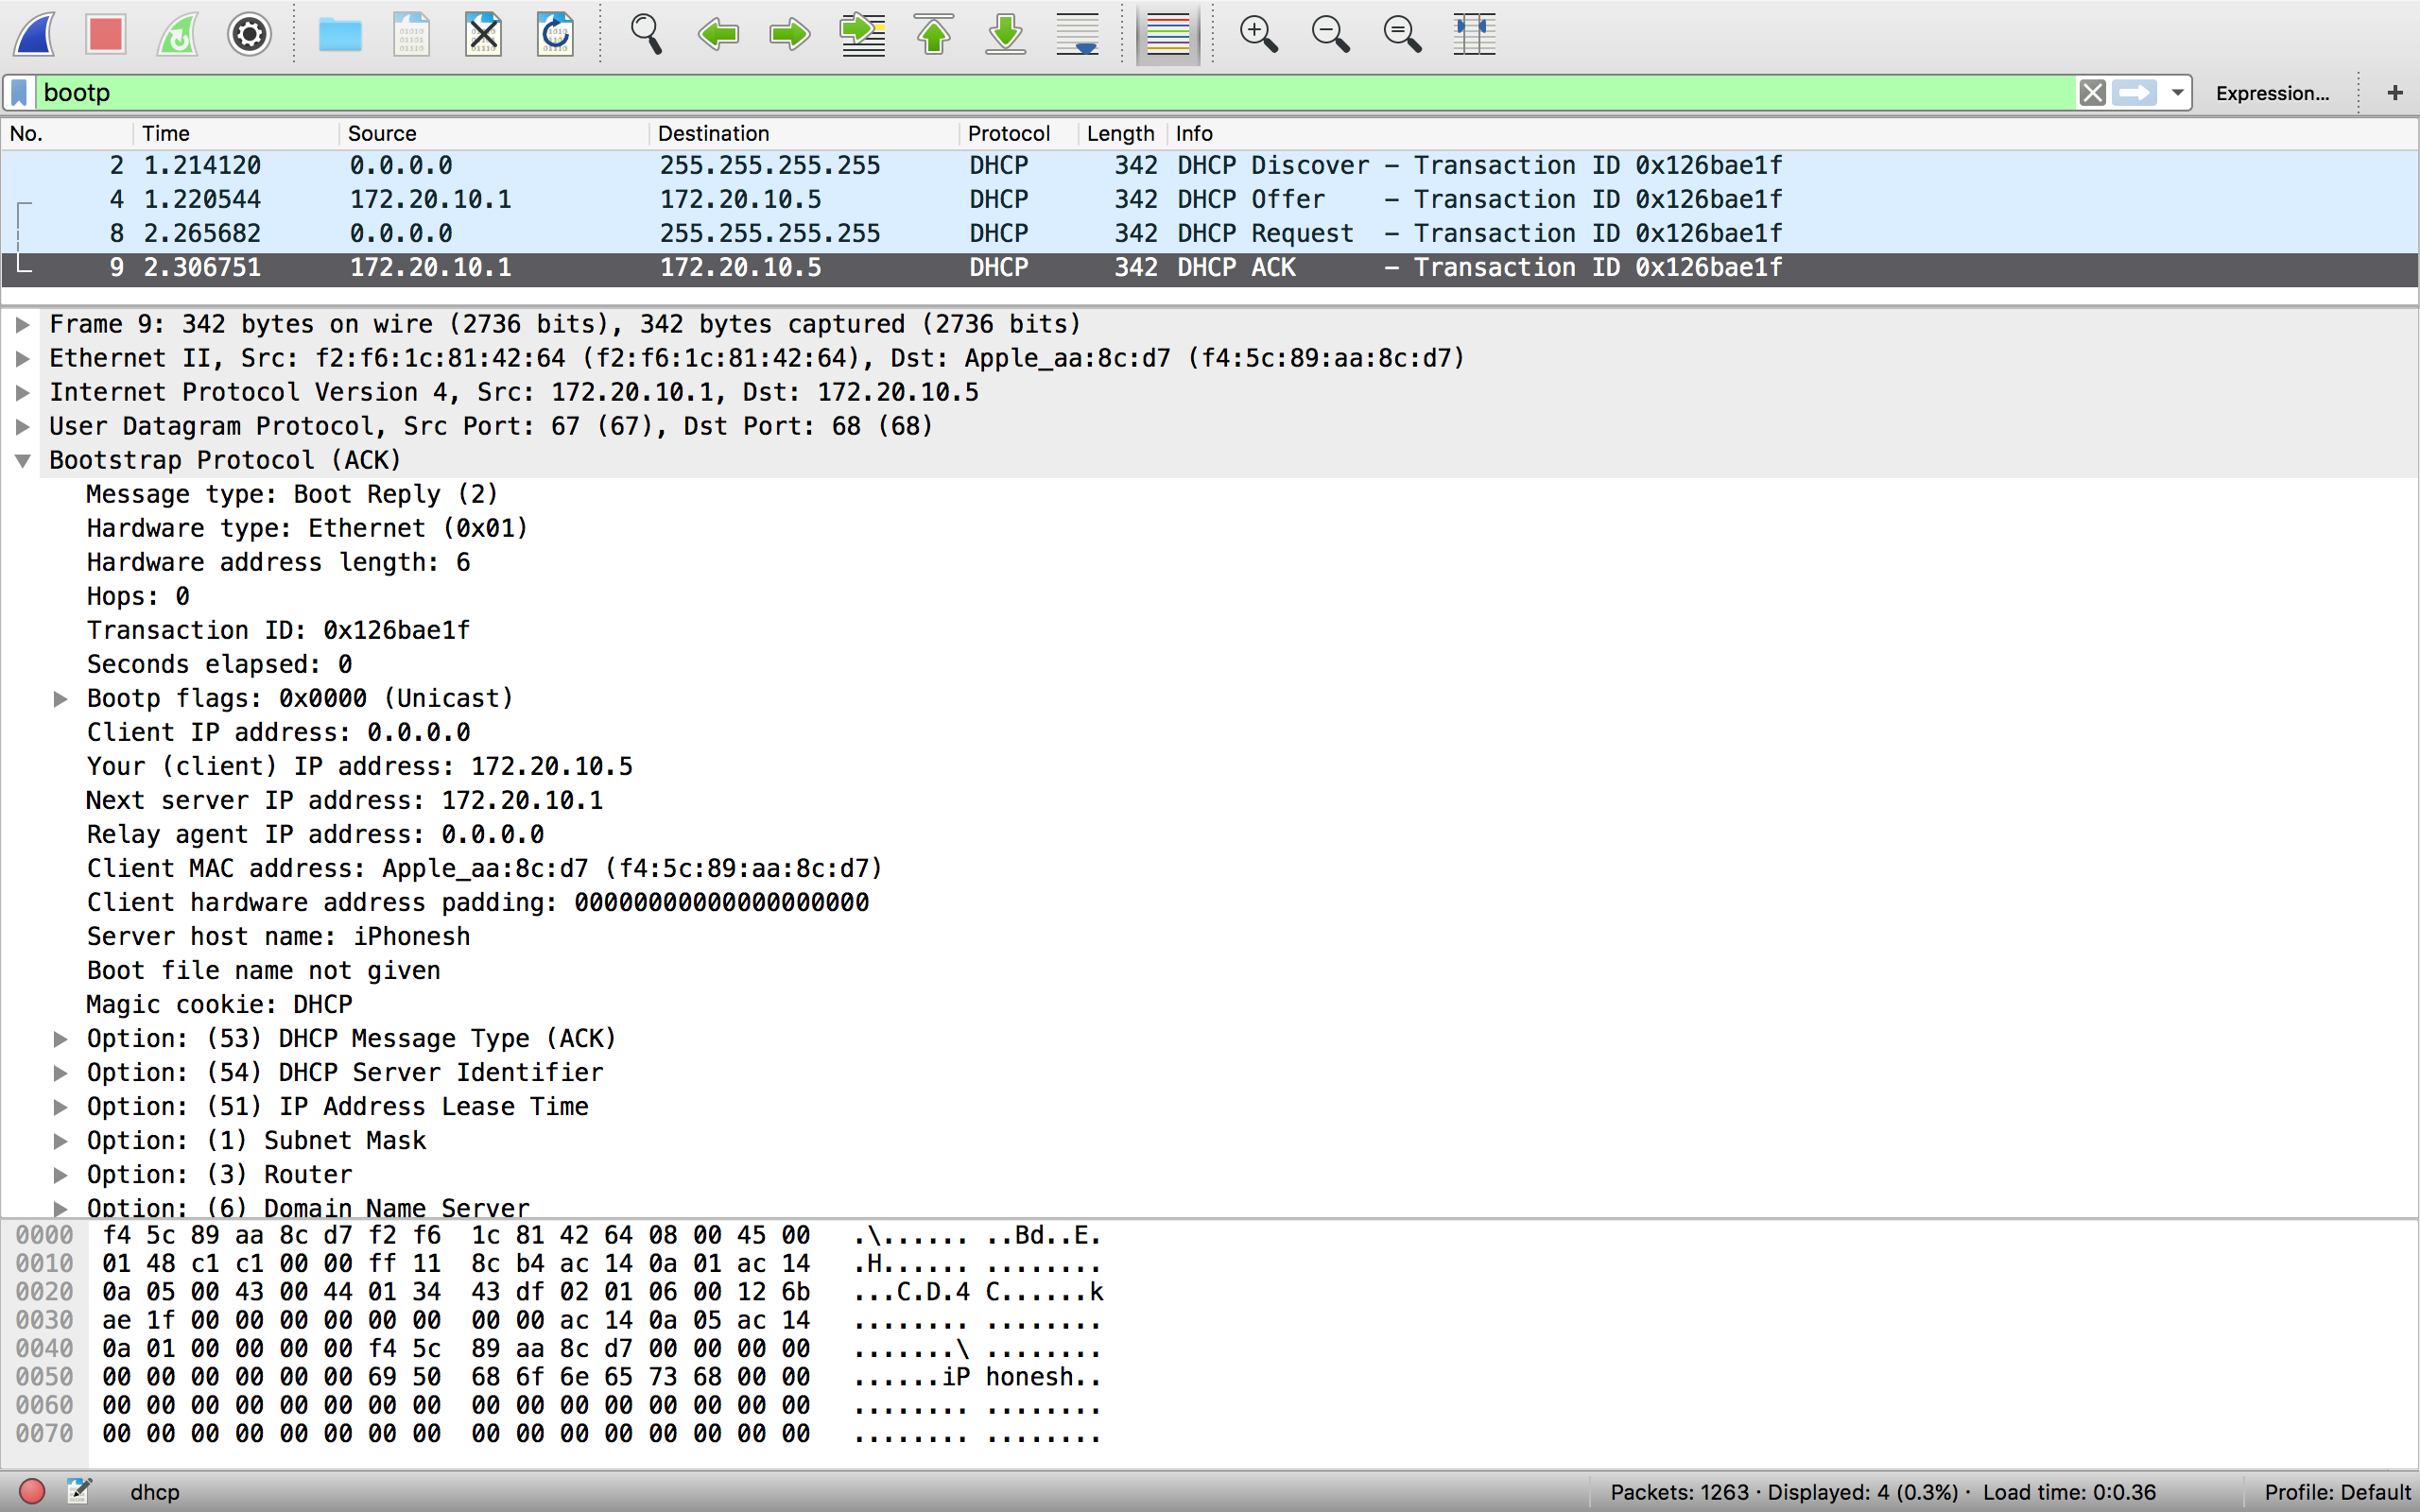 bootp
Expression...
+
No. Time Source Destination Protocol Length Info
2 1.214120 0.0.0.0 255.255.255.255 DHCP 342 DHCP Discover – Transaction ID 0x126bae1f
4 1.220544 172.20.10.1 172.20.10.5 DHCP 342 DHCP Offer – Transaction ID 0x126bae1f
8 2.265682 0.0.0.0 255.255.255.255 DHCP 342 DHCP Request – Transaction ID 0x126bae1f
9 2.306751 172.20.10.1 172.20.10.5 DHCP 342 DHCP ACK – Transaction ID 0x126bae1f
Frame 9: 342 bytes on wire (2736 bits), 342 bytes captured (2736 bits)
Ethernet II, Src: f2:f6:1c:81:42:64 (f2:f6:1c:81:42:64), Dst: Apple_aa:8c:d7 (f4:5c:89:aa:8c:d7)
Internet Protocol Version 4, Src: 172.20.10.1, Dst: 172.20.10.5
User Datagram Protocol, Src Port: 67 (67), Dst Port: 68 (68)
Bootstrap Protocol (ACK)
Message type: Boot Reply (2)
Hardware type: Ethernet (0x01)
Hardware address length: 6
Hops: 0
Transaction ID: 0x126bae1f
Seconds elapsed: 0
Bootp flags: 0x0000 (Unicast)
Client IP address: 0.0.0.0
Your (client) IP address: 172.20.10.5
Next server IP address: 172.20.10.1
Relay agent IP address: 0.0.0.0
Client MAC address: Apple_aa:8c:d7 (f4:5c:89:aa:8c:d7)
Client hardware address padding: 00000000000000000000
Server host name: iPhonesh
Boot file name not given
Magic cookie: DHCP
Option: (53) DHCP Message Type (ACK)
Option: (54) DHCP Server Identifier
Option: (51) IP Address Lease Time
Option: (1) Subnet Mask
Option: (3) Router
Option: (6) Domain Name Server
0000 f4 5c 89 aa 8c d7 f2 f6 1c 81 42 64 08 00 45 00 .\...... ..Bd..E.
0010 01 48 c1 c1 00 00 ff 11 8c b4 ac 14 0a 01 ac 14 .H...... ........
0020 0a 05 00 43 00 44 01 34 43 df 02 01 06 00 12 6b ...C.D.4 C......k
0030 ae 1f 00 00 00 00 00 00 00 00 ac 14 0a 05 ac 14 ........ ........
0040 0a 01 00 00 00 00 f4 5c 89 aa 8c d7 00 00 00 00 .......\ ........
0050 00 00 00 00 00 00 69 50 68 6f 6e 65 73 68 00 00 ......iP honesh..
0060 00 00 00 00 00 00 00 00 00 00 00 00 00 00 00 00 ........ ........
0070 00 00 00 00 00 00 00 00 00 00 00 00 00 00 00 00 ........ ........
dhcp Packets: 1263 · Displayed: 4 (0.3%) · Load time: 0:0.36 Profile: Default